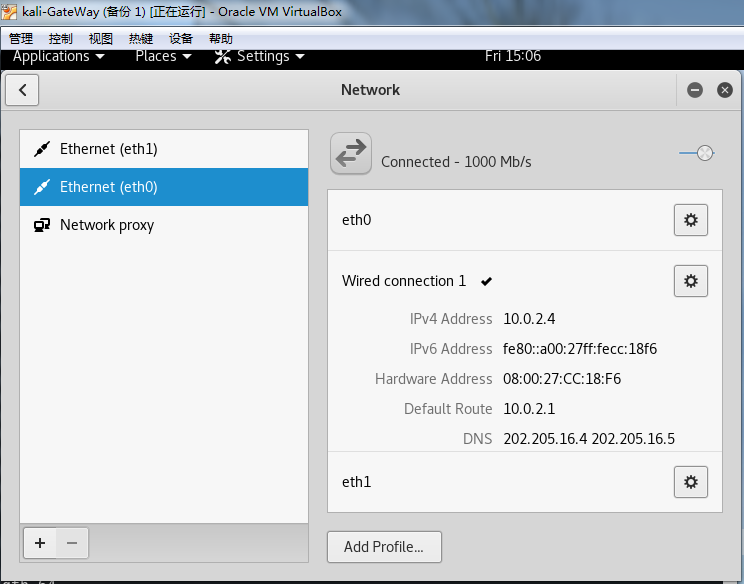 kali-GateWay (备份 1) [正在运行] - Oracle VM VirtualBox
管理 控制 视图 热键 设备 帮助
Applications Places Settings Fri 15:06
Network
Ethernet (eth1)
Ethernet (eth0)
Network proxy
Connected - 1000 Mb/s
eth0
Wired connection 1
IPv4 Address 10.0.2.4
IPv6 Address fe80::a00:27ff:fecc:18f6
Hardware Address 08:00:27:CC:18:F6
Default Route 10.0.2.1
DNS 202.205.16.4 202.205.16.5
eth1
Add Profile...